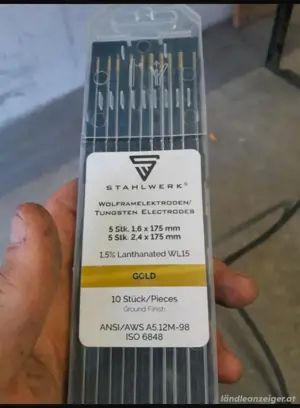 STAHLWERK®
WOLFRAMELEKTRODEN/
TUNGSTEN ELECTRODES
5 Stk. 1,6 x 175 mm
5 Stk. 2,4 x 175 mm
1.5% Lanthanated WL15
GOLD
10 Stück/Pieces
Ground Finish
ANSI/AWS A5.12M-98
ISO 6848
ländleanzeiger.at